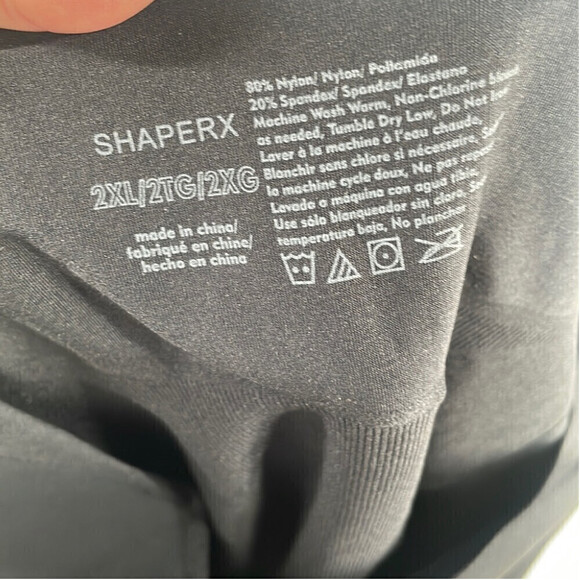 SHAPERX
2XL/2TG/2XG
made in china/
fabriqué en chine/
hecho en china
80% Nylon/ Nylon/ Poliamida
20% Spandex/ Spandex/ Elastano
Machine Wash Warm, Non-Chlorine
as needed, Tumble Dry Low, Do Not
Laver à la machine à l'eau chaude,
Blanchir sans chlore si nécessaire,
la machine cycle doux, Ne pas
Lavado a máquina con agua tibia,
Use sólo blanqueador sin cloro,
temperatura baja, No planchar